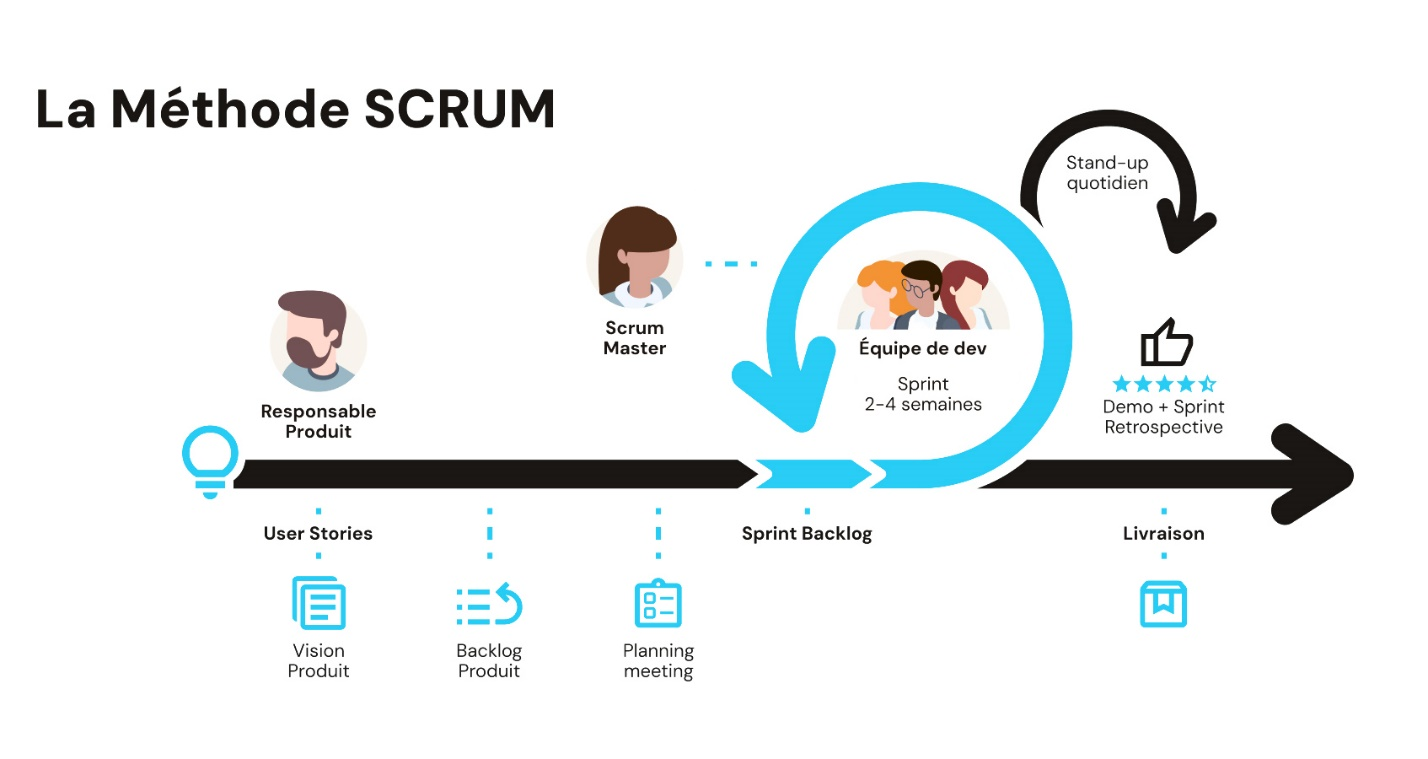 La Méthode SCRUM
Stand-up
quotidien
Scrum
Master
Équipe de dev
Sprint
2-4 semaines
Responsable
Produit
Demo + Sprint
Retrospective
User Stories
Sprint Backlog
Livraison
Vision
Produit
Backlog
Produit
Planning
meeting